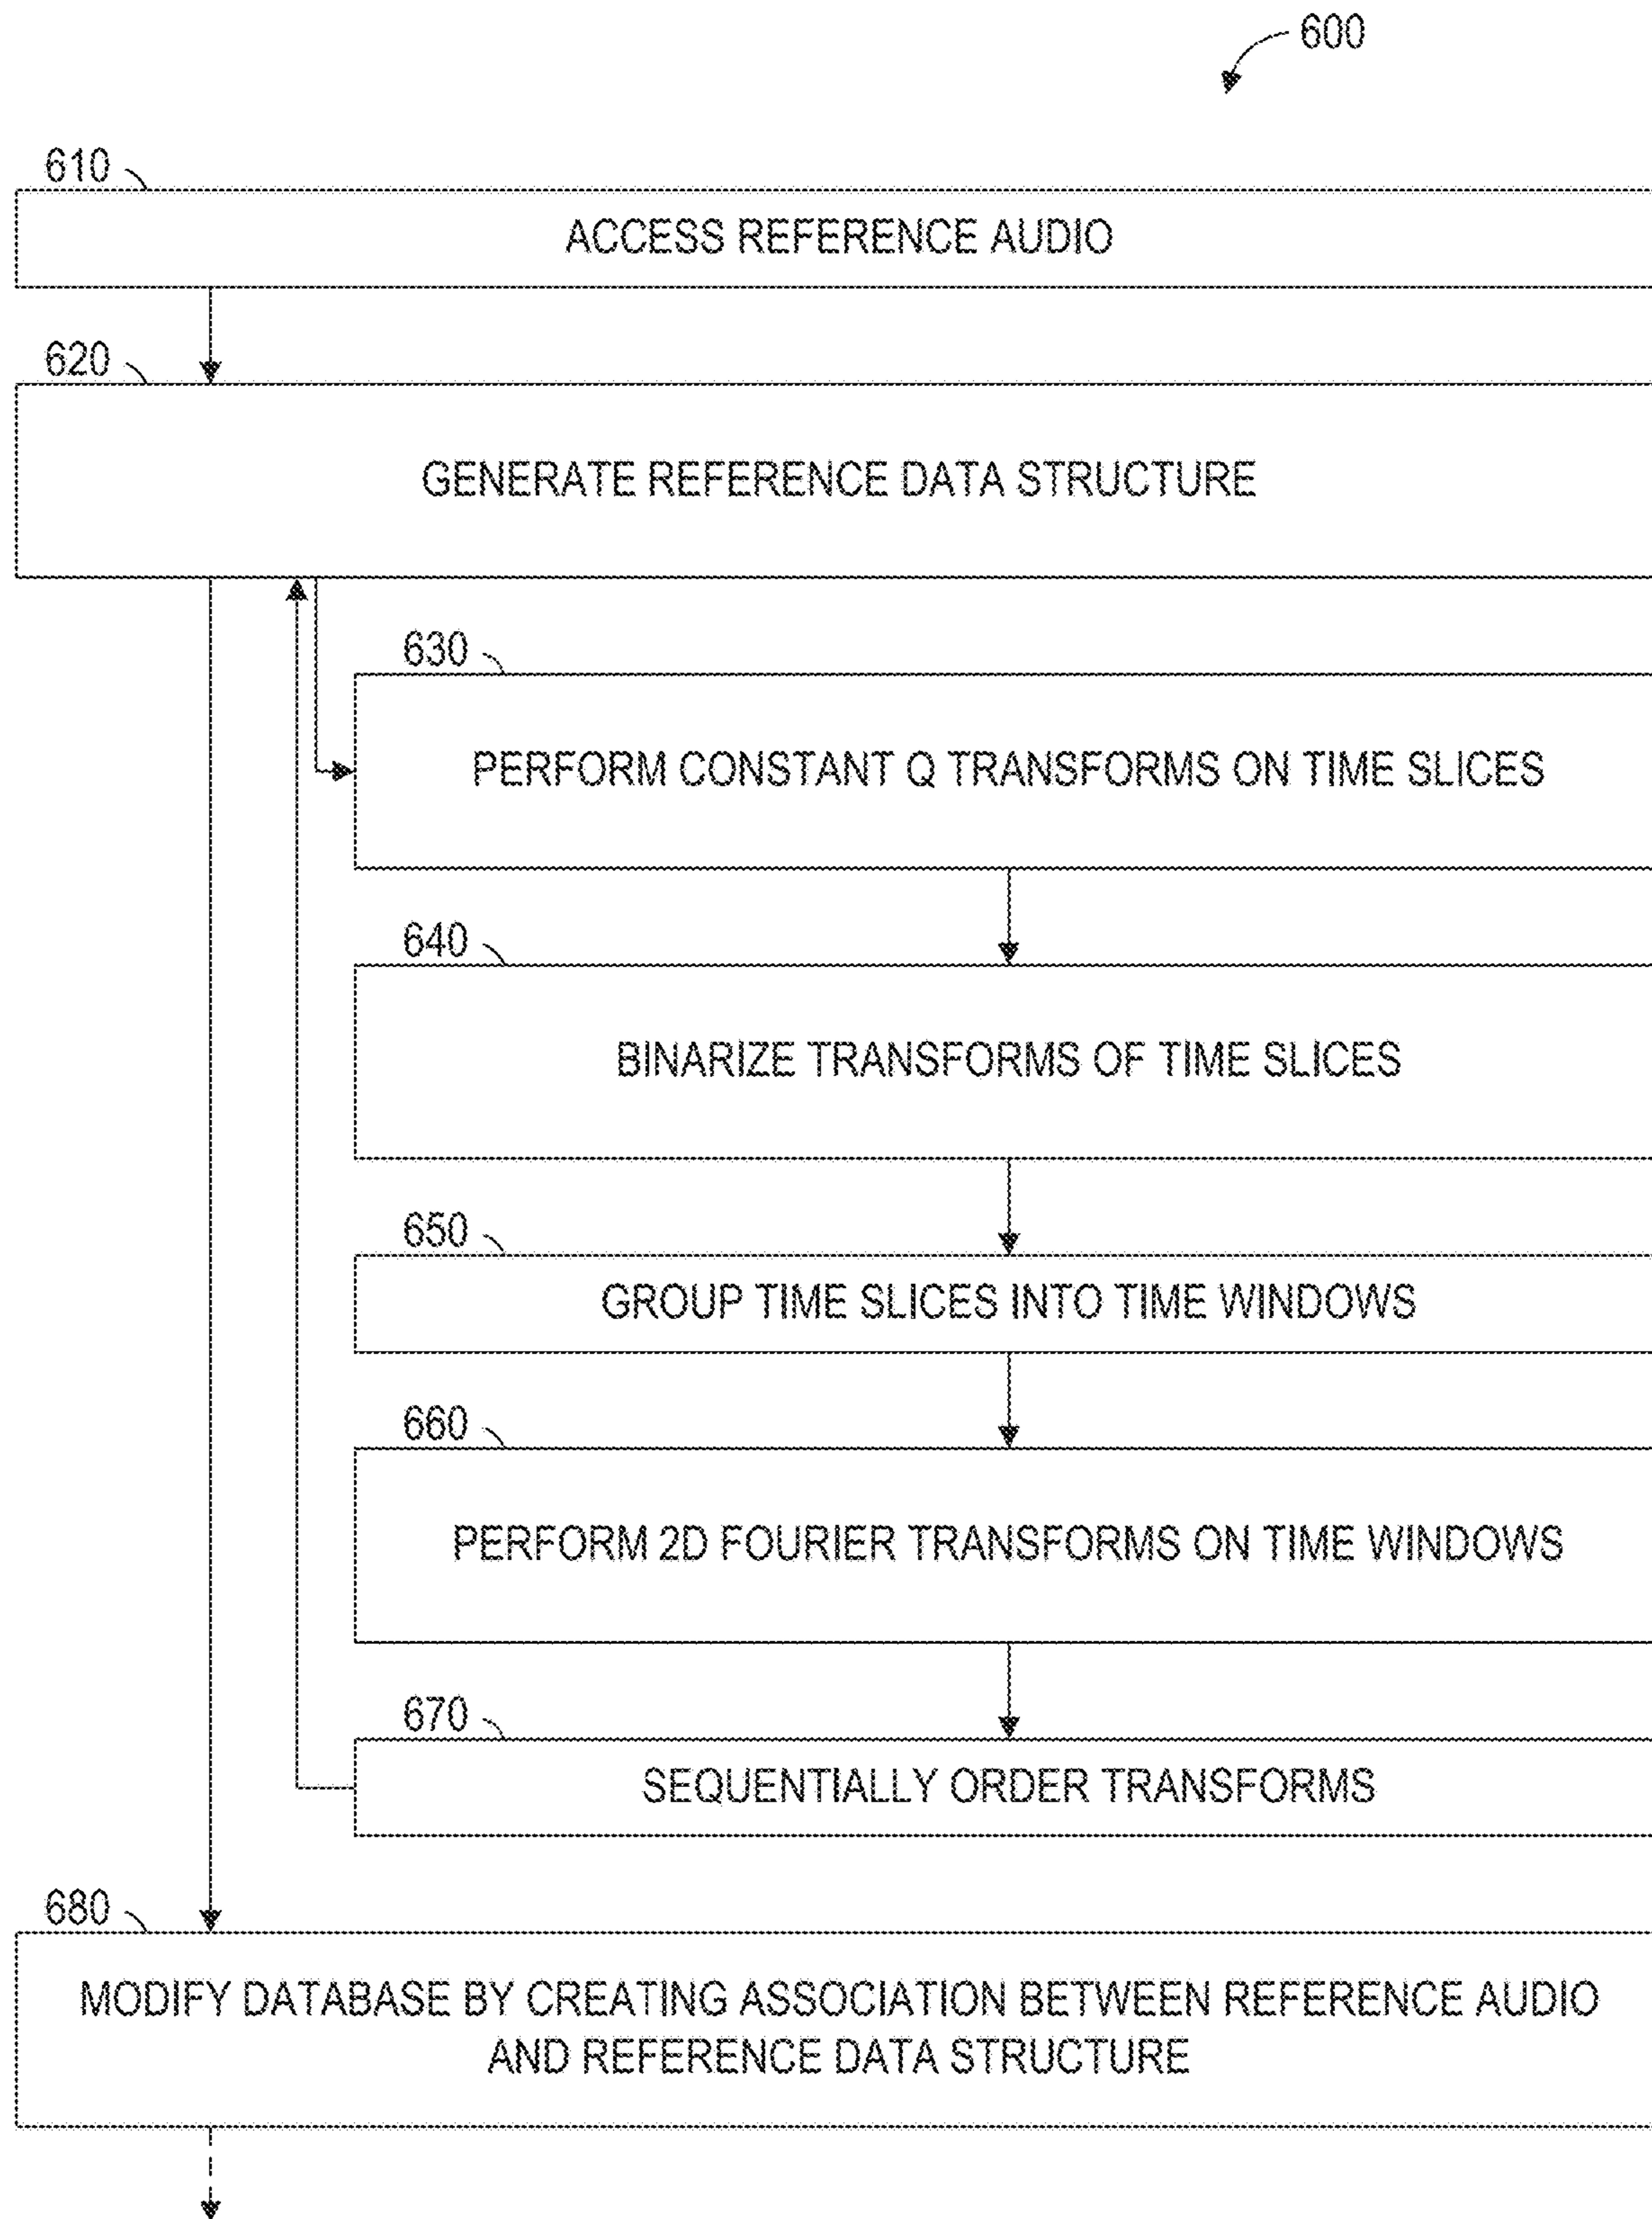 600
610
ACCESS REFERENCE AUDIO
620
GENERATE REFERENCE DATA STRUCTURE
630
PERFORM CONSTANT Q TRANSFORMS ON TIME SLICES
640
BINARIZE TRANSFORMS OF TIME SLICES
650
GROUP TIME SLICES INTO TIME WINDOWS
660
PERFORM 2D FOURIER TRANSFORMS ON TIME WINDOWS
670
SEQUENTIALLY ORDER TRANSFORMS
680
MODIFY DATABASE BY CREATING ASSOCIATION BETWEEN REFERENCE AUDIO
AND REFERENCE DATA STRUCTURE